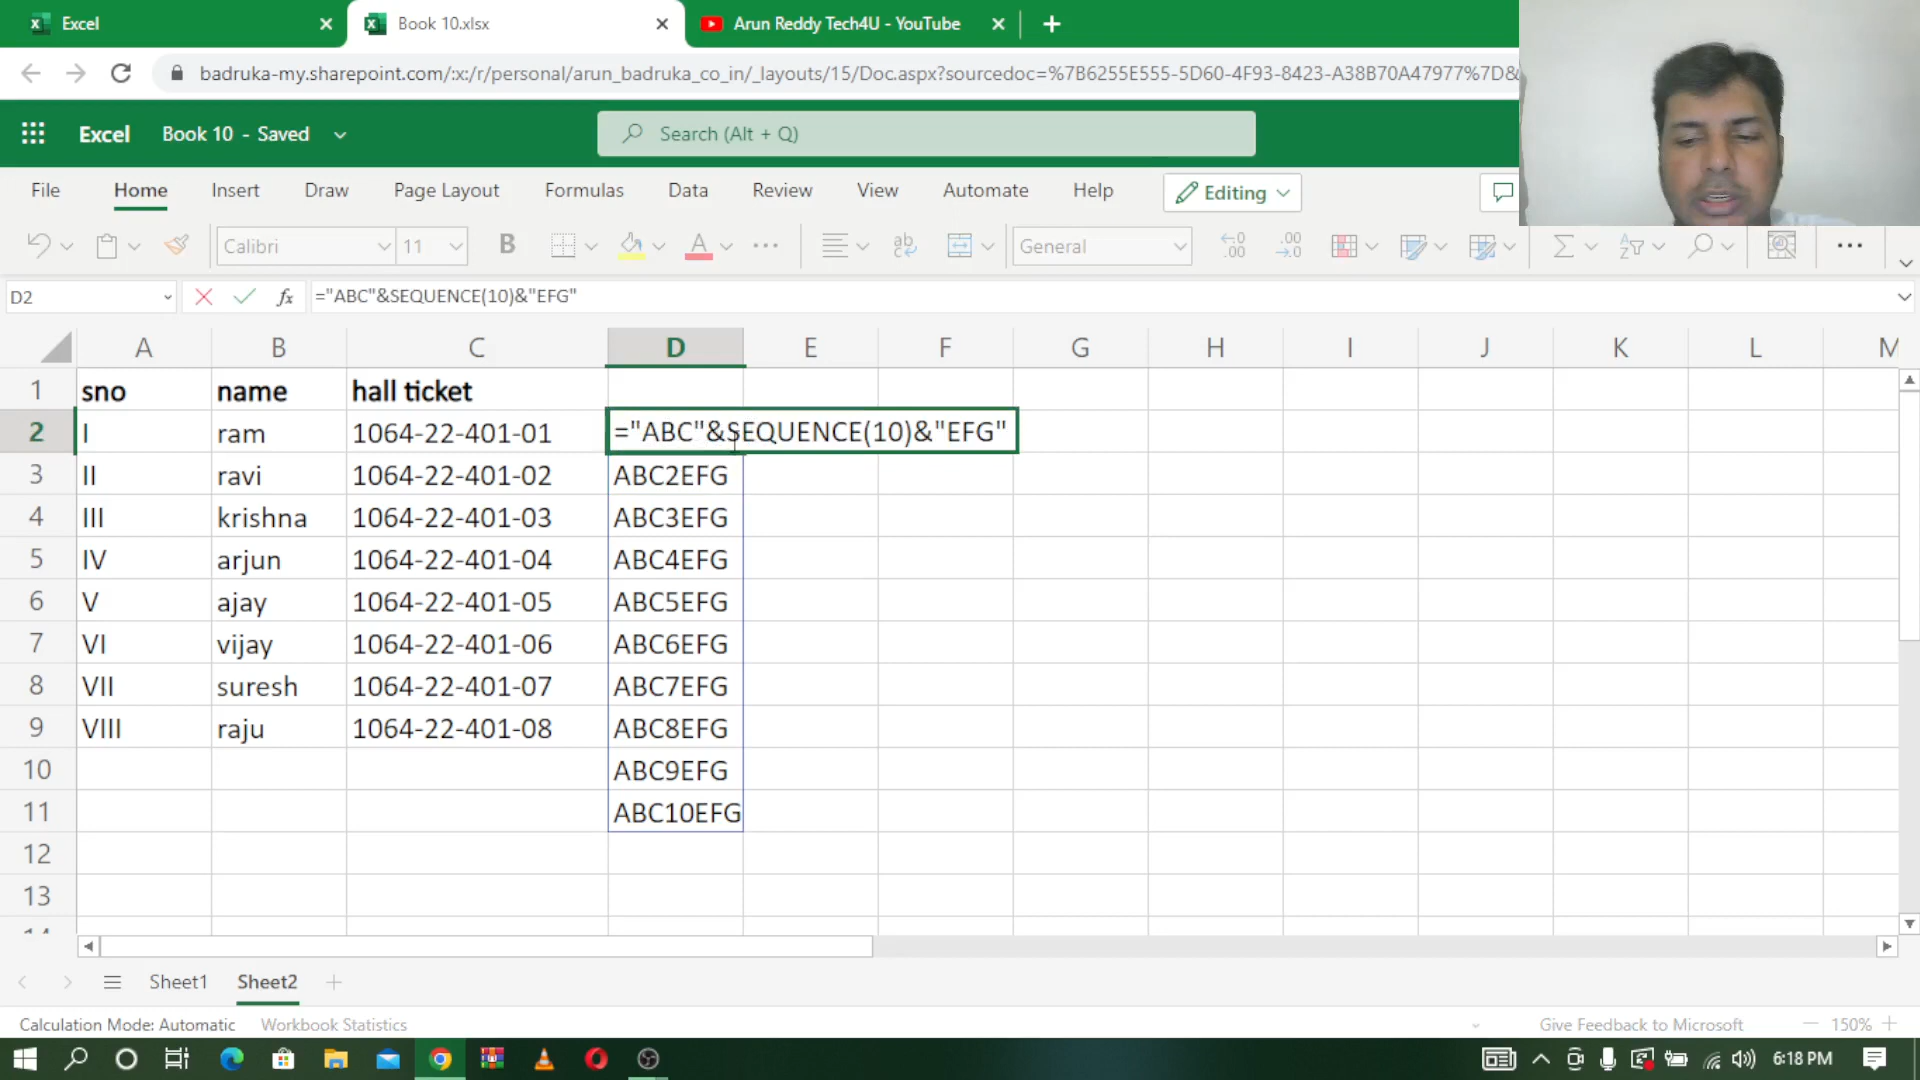 Excel
Book 10.xlsx
Arun Reddy Tech4U - YouTube
badruka-my.sharepoint.com/:x:/r/personal/arun_badruka_co_in/_layouts/15/Doc.aspx?sourcedoc=%7B6255E555-5D60-4F93-8423-A38B70A47977%7D&
Excel Book 10 - Saved
Search (Alt + Q)
File Home Insert Draw Page Layout Formulas Data Review View Automate Help Editing
Calibri 11 B A ab General
D2 fx ="ABC"&SEQUENCE(10)&"EFG"
A B C D E F G H I J K L M
1 sno name hall ticket
2 I ram 1064-22-401-01 ="ABC"&SEQUENCE(10)&"EFG"
3 II ravi 1064-22-401-02 ABC2EFG
4 III krishna 1064-22-401-03 ABC3EFG
5 IV arjun 1064-22-401-04 ABC4EFG
6 V ajay 1064-22-401-05 ABC5EFG
7 VI vijay 1064-22-401-06 ABC6EFG
8 VII suresh 1064-22-401-07 ABC7EFG
9 VIII raju 1064-22-401-08 ABC8EFG
10 ABC9EFG
11 ABC10EFG
12
13
Sheet1 Sheet2
Calculation Mode: Automatic Workbook Statistics Give Feedback to Microsoft 150%
6:18 PM